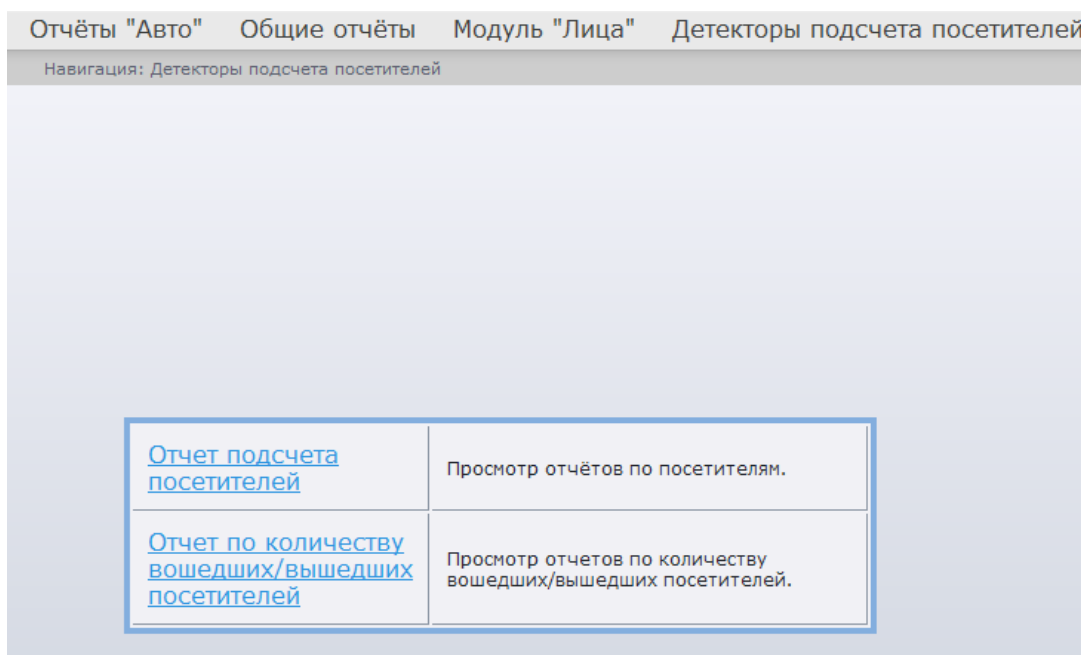 Отчёты "Авто" Общие отчёты Модуль "Лица" Детекторы подсчета посетителей
Навигация: Детекторы подсчета посетителей
Отчет подсчета
посетителей
Просмотр отчётов по посетителям.
Отчет по количеству
вошедших/вышедших
посетителей
Просмотр отчетов по количеству
вошедших/вышедших посетителей.